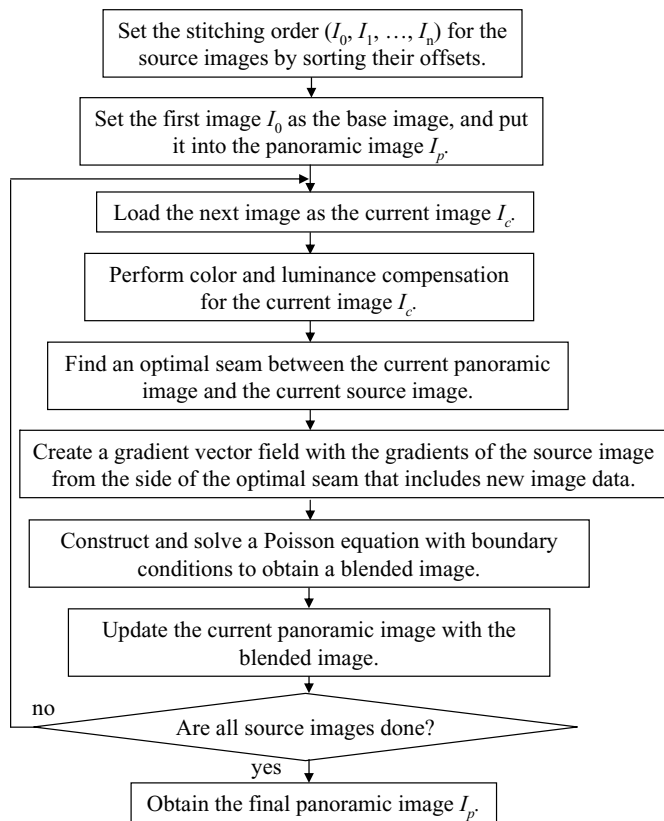 Set the stitching order (I₀, I₁, …, Iₙ) for the
source images by sorting their offsets.
Set the first image I₀ as the base image, and put
it into the panoramic image Iₚ.
Load the next image as the current image I꜀.
Perform color and luminance compensation
for the current image I꜀.
Find an optimal seam between the current panoramic
image and the current source image.
Create a gradient vector field with the gradients of the source image
from the side of the optimal seam that includes new image data.
Construct and solve a Poisson equation with boundary
conditions to obtain a blended image.
Update the current panoramic image with the
blended image.
no
Are all source images done?
yes
Obtain the final panoramic image Iₚ.